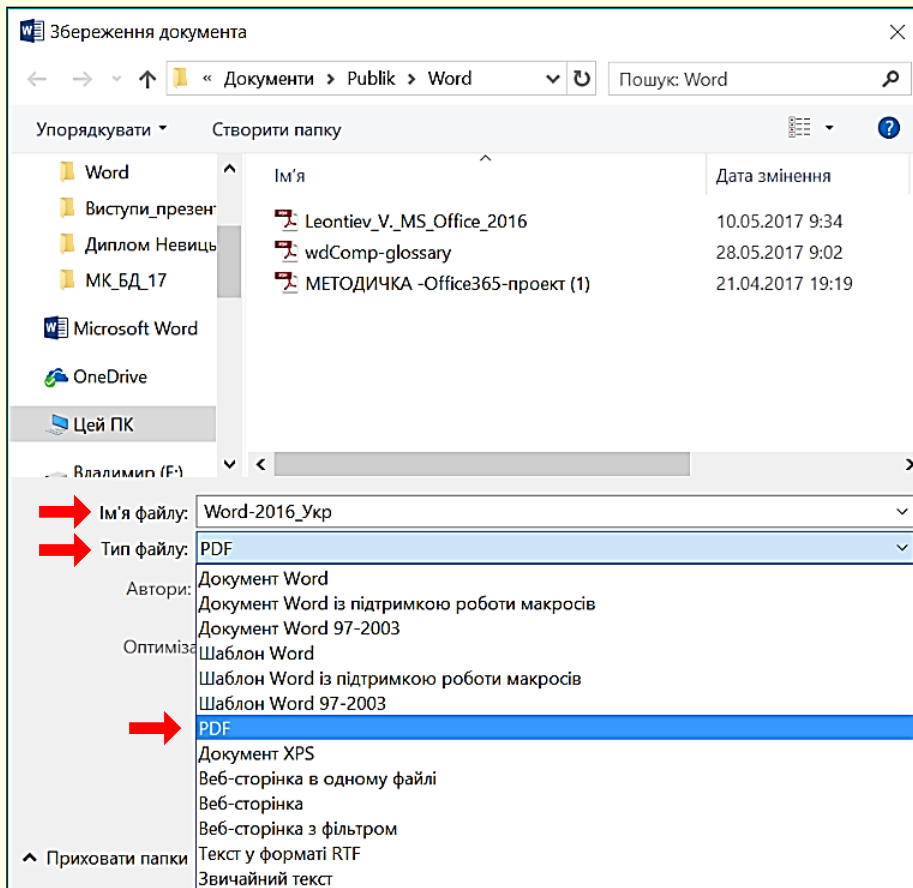 Збереження документа
« Документи > Publik > Word
Пошук: Word
Упорядкувати
Створити папку
Word
Виступи_презен
Диплом Невиць
МК_БД_17
Microsoft Word
OneDrive
Цей ПК
Владимир (F:)
Ім'я
Дата змінення
Leontiev_V._MS_Office_2016
10.05.2017 9:34
wdComp-glossary
28.05.2017 9:02
МЕТОДИЧКА -Office365-проект (1)
21.04.2017 19:19
Ім'я файлу: Word-2016_Укр
Тип файлу: PDF
Автори:
Оптиміза
Документ Word
Документ Word із підтримкою роботи макросів
Документ Word 97-2003
Шаблон Word
Шаблон Word із підтримкою роботи макросів
Шаблон Word 97-2003
PDF
Документ XPS
Веб-сторінка в одному файлі
Веб-сторінка
Веб-сторінка з фільтром
Текст у форматі RTF
Звичайний текст
Приховати папки